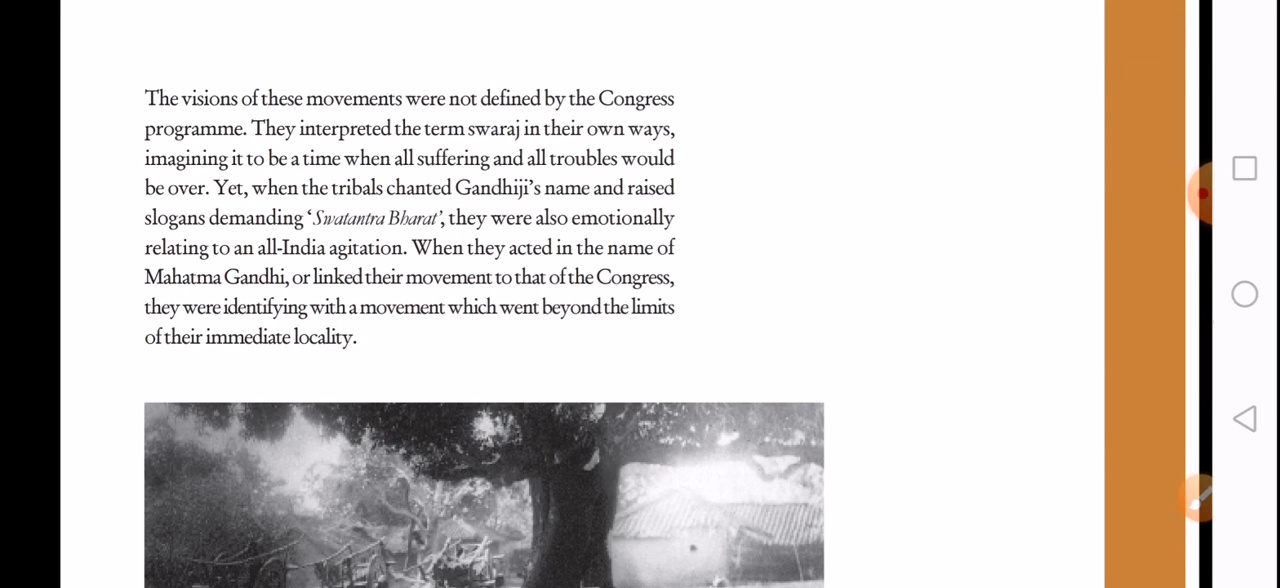 The visions of these movements were not defined by the Congress
programme. They interpreted the term swaraj in their own ways,
imagining it to be a time when all suffering and all troubles would
be over. Yet, when the tribals chanted Gandhiji’s name and raised
slogans demanding ‘Swatantra Bharat’, they were also emotionally
relating to an all-India agitation. When they acted in the name of
Mahatma Gandhi, or linked their movement to that of the Congress,
they were identifying with a movement which went beyond the limits
of their immediate locality.